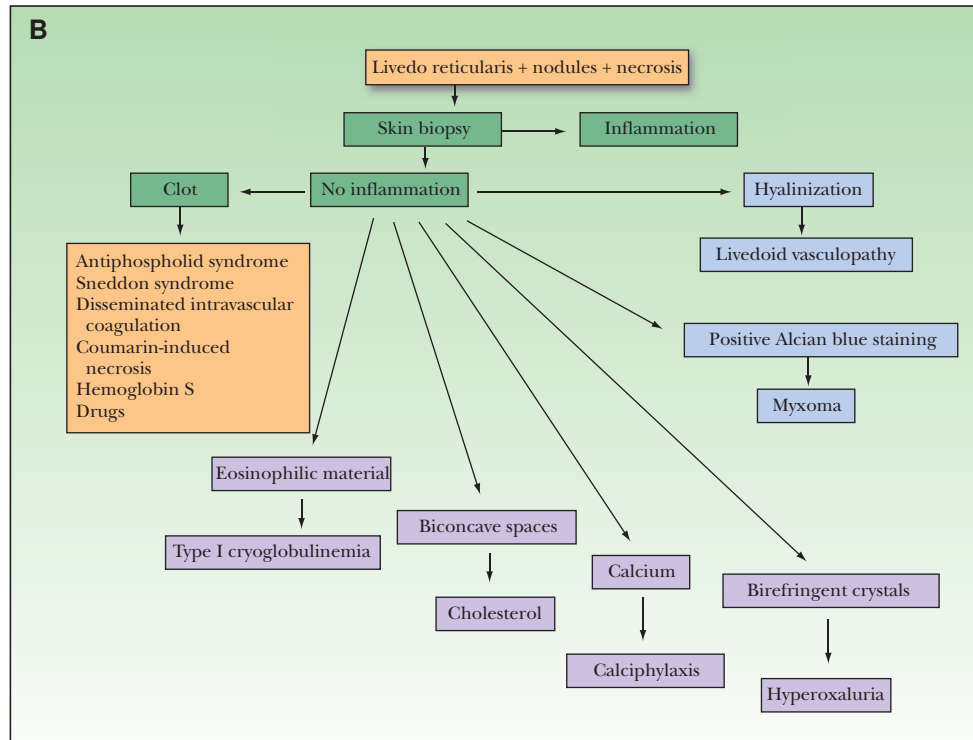 B
Livedo reticularis + nodules + necrosis
Skin biopsy
Inflammation
Clot
No inflammation
Hyalinization
Livedoid vasculopathy
Antiphospholid syndrome
Sneddon syndrome
Disseminated intravascular
coagulation
Coumarin-induced
necrosis
Hemoglobin S
Drugs
Positive Alcian blue staining
Myxoma
Eosinophilic material
Type I cryoglobulinemia
Biconcave spaces
Cholesterol
Calcium
Calciphylaxis
Birefringent crystals
Hyperoxaluria